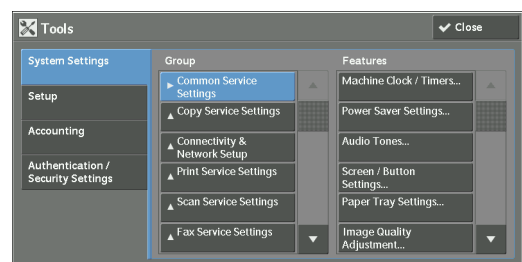 Tools
Close
System Settings
Setup
Accounting
Authentication /
Security Settings
Group
Common Service
Settings
Copy Service Settings
Connectivity &
Network Setup
Print Service Settings
Scan Service Settings
Fax Service Settings
Features
Machine Clock / Timers...
Power Saver Settings...
Audio Tones...
Screen / Button
Settings...
Paper Tray Settings...
Image Quality
Adjustment...